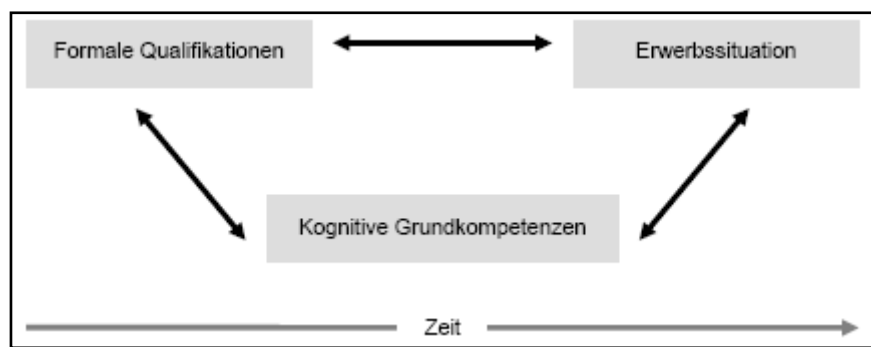 Formale Qualifikationen
Erwerbssituation
Kognitive Grundkompetenzen
Zeit